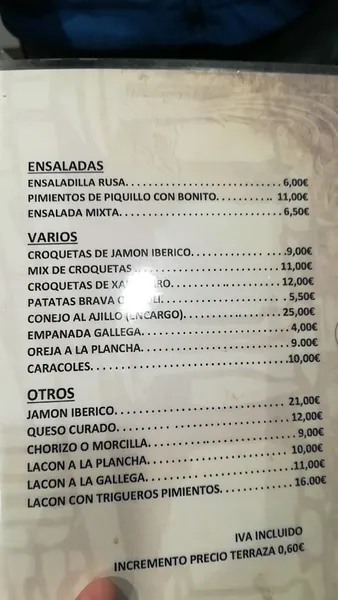 ENSALADAS
ENSALADILLA RUSA. . . . . . . . . . . . . . . . . . . . . . . . . . . 6,00€
PIMIENTOS DE PIQUILLO CON BONITO. . . . . . . . . . 11,00€
ENSALADA MIXTA. . . . . . . . . . . . . . . . . . . . . . . . . . . . 6,50€
VARIOS
CROQUETAS DE JAMON IBERICO. . . . . . . . . . . . . . . .9,00€
MIX DE CROQUETAS. . . . . . . . . . . . . . . . . . . . . . . . .11,00€
CROQUETAS DE . . . . . . . . . . . . . . . . . . 12,00€
PATATAS BRAVA . . . . . . . . . . . . . . . . . . . 5,50€
CONEJO AL AJILLO (ENCARGO). . . . . . . . . . . . . . . . 25,00€
EMPANADA GALLEGA. . . . . . . . . . . . . . . . . . . . . . . . 4,00€
OREJA A LA PLANCHA. . . . . . . . . . . . . . . . . . . . . . . . 9.00€
CARACOLES. . . . . . . . . . . . . . . . . . . . . . . . . . . . . . . .10,00€
OTROS
JAMON IBERICO. . . . . . . . . . . . . . . . . . . . . . . . . . . . 21,00€
QUESO CURADO. . . . . . . . . . . . . . . . . . . . . . . . . . . . 12,00€
CHORIZO O MORCILLA. . . . . . . . . . . . . . . . . . . . . . . . 9,00€
LACON A LA PLANCHA. . . . . . . . . . . . . . . . . . . . . . . 10,00€
LACON A LA GALLEGA. . . . . . . . . . . . . . . . . . . . . . . .11,00€
LACON CON TRIGUEROS PIMIENTOS. . . . . . . . . . . . . 16.00€
IVA INCLUIDO
INCREMENTO PRECIO TERRAZA 0,60€